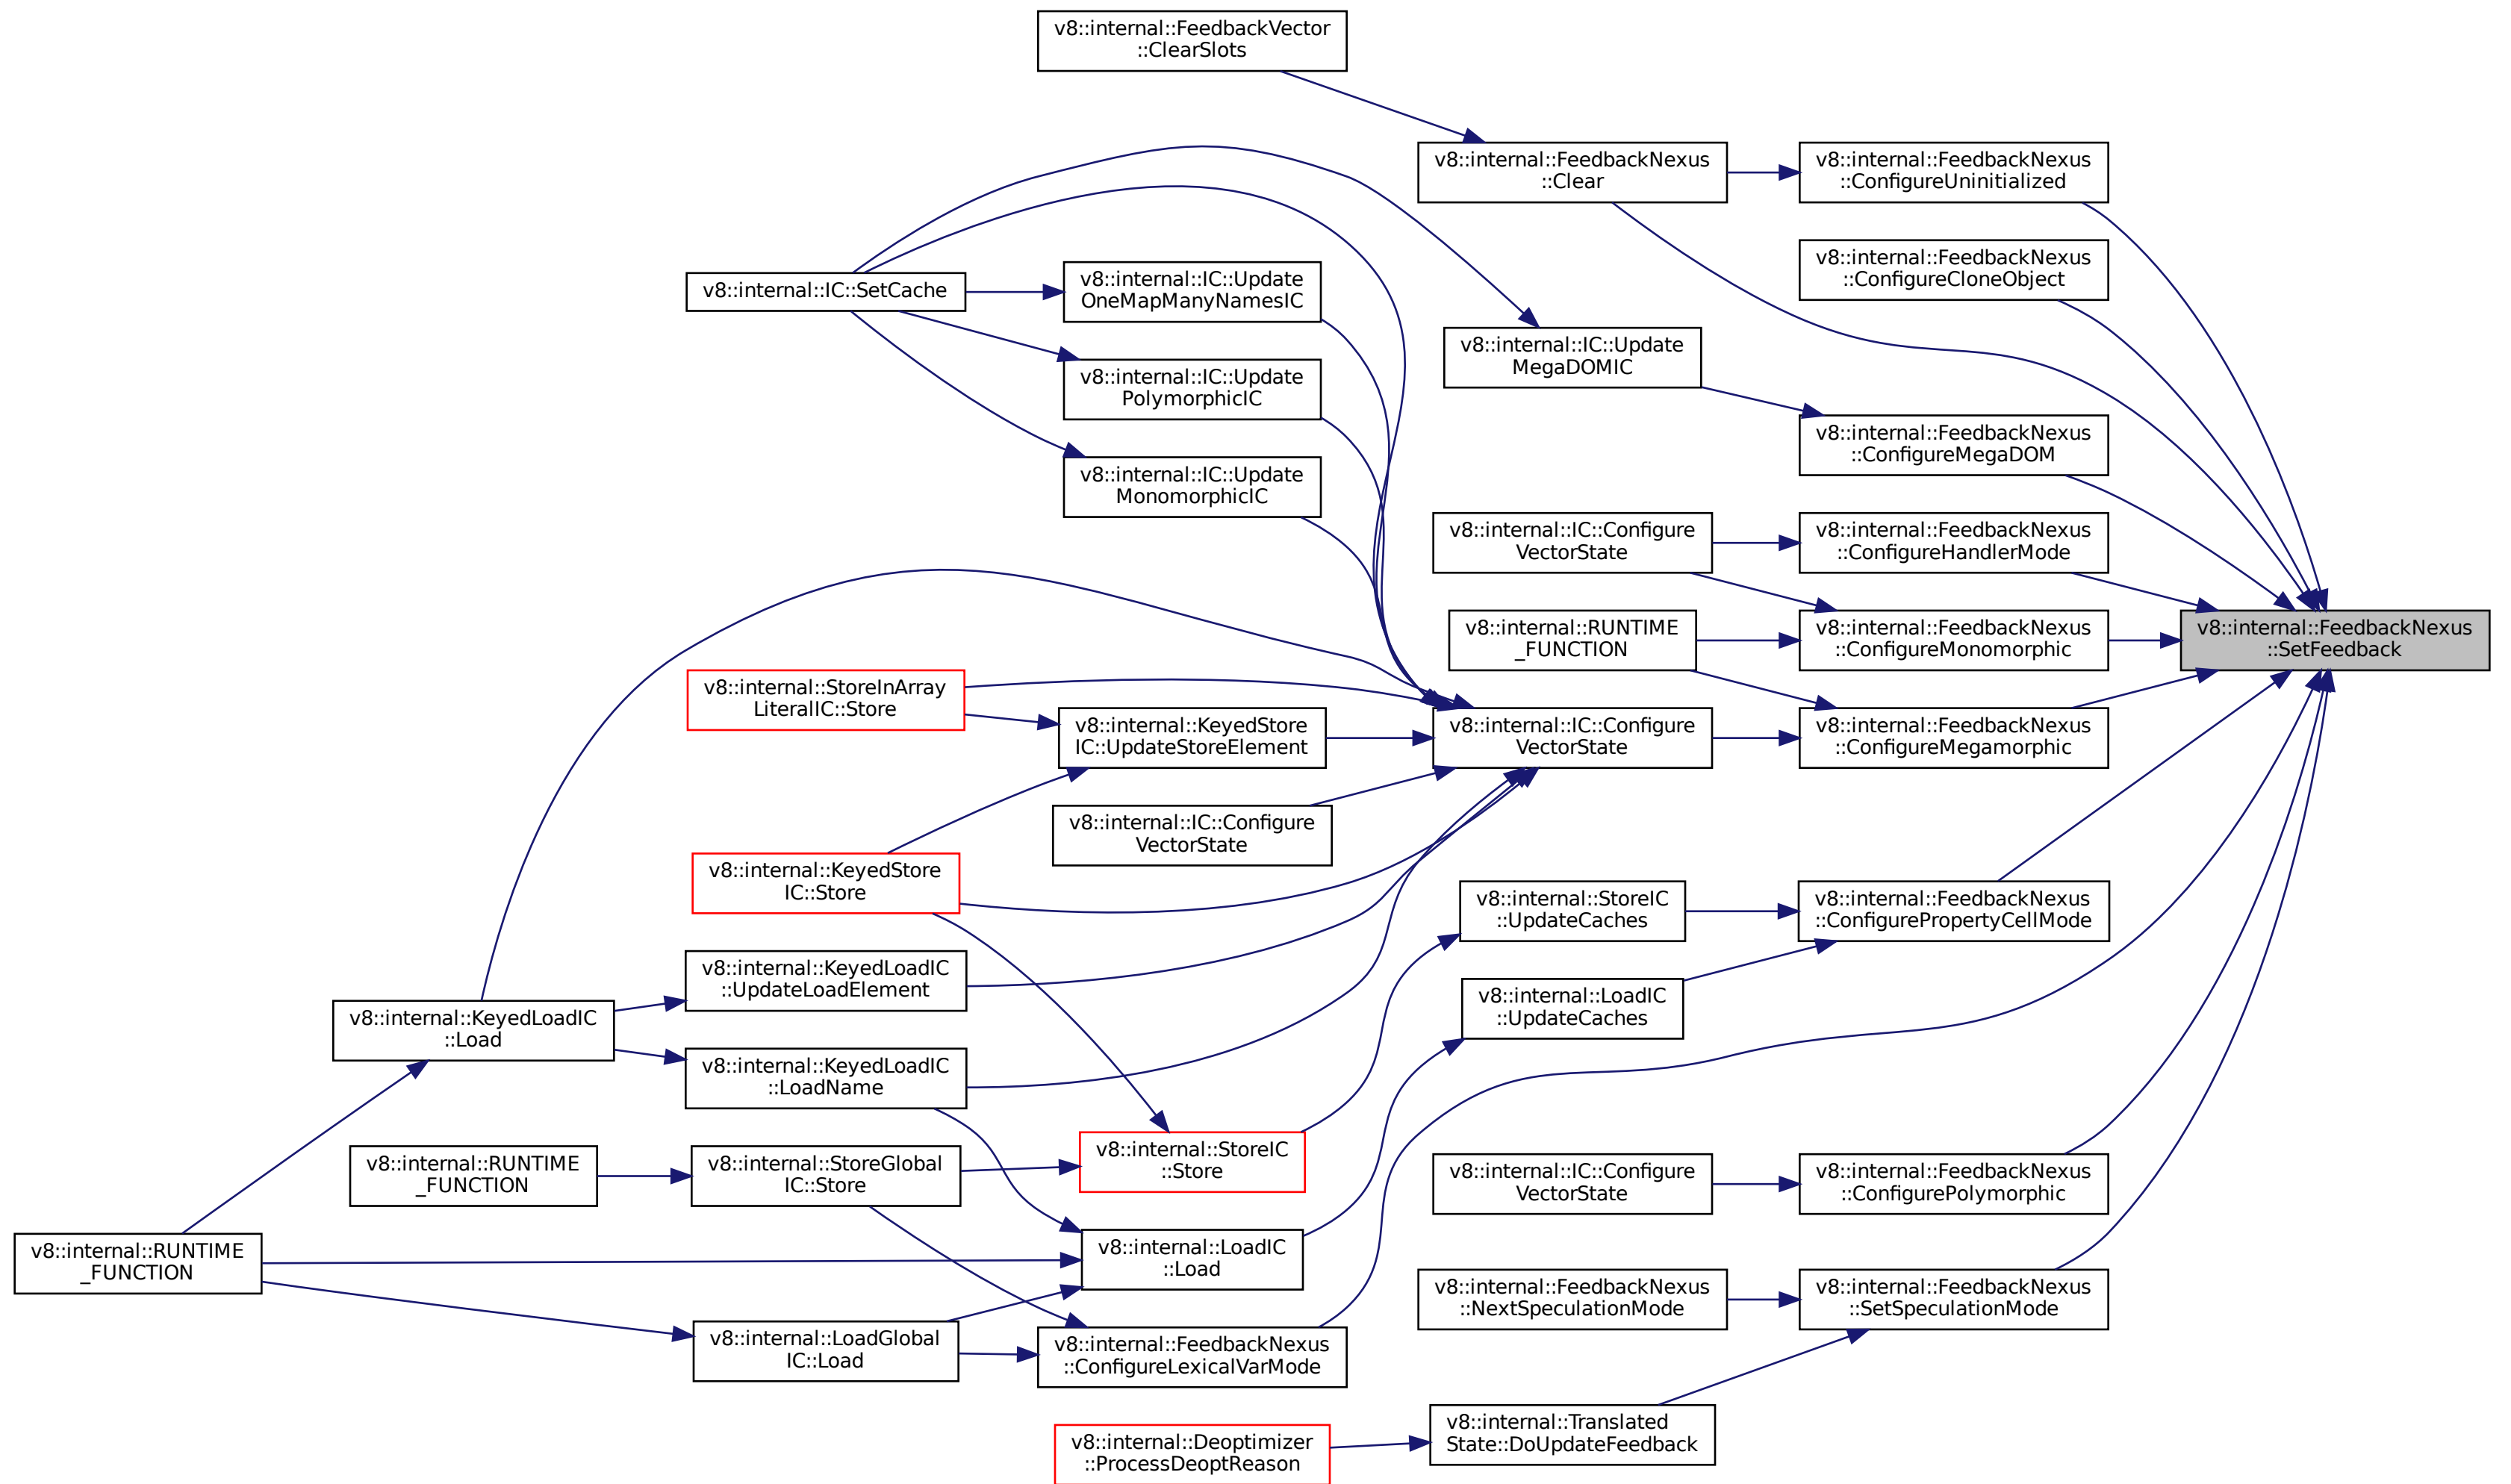 v8::internal::FeedbackVector
::ClearSlots
v8::internal::FeedbackNexus
::Clear
v8::internal::FeedbackNexus
::ConfigureUninitialized
v8::internal::FeedbackNexus
::ConfigureCloneObject
v8::internal::IC::SetCache
v8::internal::IC::Update
OneMapManyNamesIC
v8::internal::IC::Update
MegaDOMIC
v8::internal::IC::Update
PolymorphicIC
v8::internal::FeedbackNexus
::ConfigureMegaDOM
v8::internal::IC::Update
MonomorphicIC
v8::internal::IC::Configure
VectorState
v8::internal::FeedbackNexus
::ConfigureHandlerMode
v8::internal::RUNTIME
_FUNCTION
v8::internal::FeedbackNexus
::ConfigureMonomorphic
v8::internal::FeedbackNexus
::SetFeedback
v8::internal::StoreInArray
LiteralIC::Store
v8::internal::KeyedStore
IC::UpdateStoreElement
v8::internal::IC::Configure
VectorState
v8::internal::FeedbackNexus
::ConfigureMegamorphic
v8::internal::IC::Configure
VectorState
v8::internal::KeyedStore
IC::Store
v8::internal::StoreIC
::UpdateCaches
v8::internal::FeedbackNexus
::ConfigurePropertyCellMode
v8::internal::KeyedLoadIC
::UpdateLoadElement
v8::internal::LoadIC
::UpdateCaches
v8::internal::KeyedLoadIC
::Load
v8::internal::KeyedLoadIC
::LoadName
v8::internal::RUNTIME
_FUNCTION
v8::internal::StoreGlobal
IC::Store
v8::internal::StoreIC
::Store
v8::internal::IC::Configure
VectorState
v8::internal::FeedbackNexus
::ConfigurePolymorphic
v8::internal::RUNTIME
_FUNCTION
v8::internal::LoadIC
::Load
v8::internal::FeedbackNexus
::NextSpeculationMode
v8::internal::FeedbackNexus
::SetSpeculationMode
v8::internal::LoadGlobal
IC::Load
v8::internal::FeedbackNexus
::ConfigureLexicalVarMode
v8::internal::Translated
State::DoUpdateFeedback
v8::internal::Deoptimizer
::ProcessDeoptReason